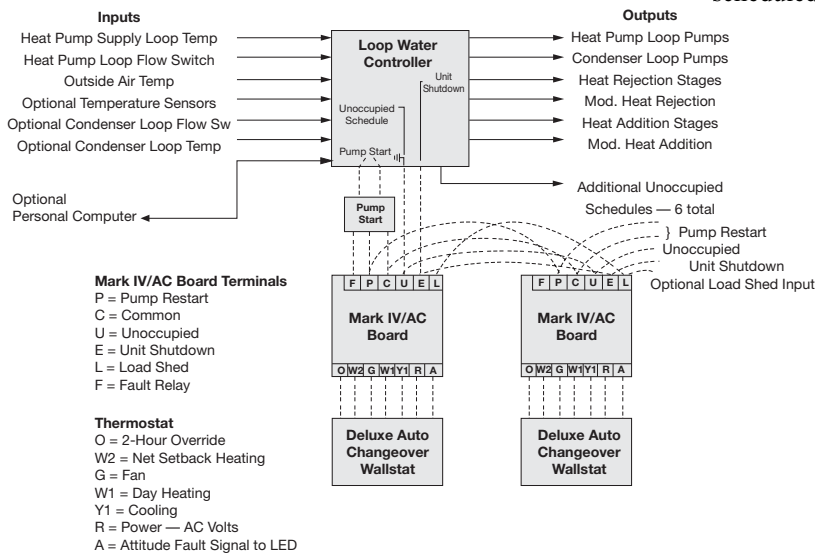 scheduled
Inputs
Outputs
Heat Pump Supply Loop Temp
Heat Pump Loop Flow Switch
Outside Air Temp
Optional Temperature Sensors
Optional Condenser Loop Flow Sw
Optional Condenser Loop Temp
Optional
Personal Computer
Loop Water
Controller
Unit
Shutdown
Unoccupied
Schedule
Pump Start
Heat Pump Loop Pumps
Condenser Loop Pumps
Heat Rejection Stages
Mod. Heat Rejection
Heat Addition Stages
Mod. Heat Addition
Additional Unoccupied
Schedules — 6 total
} Pump Restart
Unoccupied
Unit Shutdown
Optional Load Shed Input
Pump
Start
Mark IV/AC Board Terminals
P = Pump Restart
C = Common
U = Unoccupied
E = Unit Shutdown
L = Load Shed
F = Fault Relay
F P C U E L
Mark IV/AC
Board
O W2 G W1 Y1 R A
F P C U E L
Mark IV/AC
Board
O W2 G W1 Y1 R A
Thermostat
O = 2-Hour Override
W2 = Net Setback Heating
G = Fan
W1 = Day Heating
Y1 = Cooling
R = Power — AC Volts
A = Attitude Fault Signal to LED
Deluxe Auto
Changeover
Wallstat
Deluxe Auto
Changeover
Wallstat